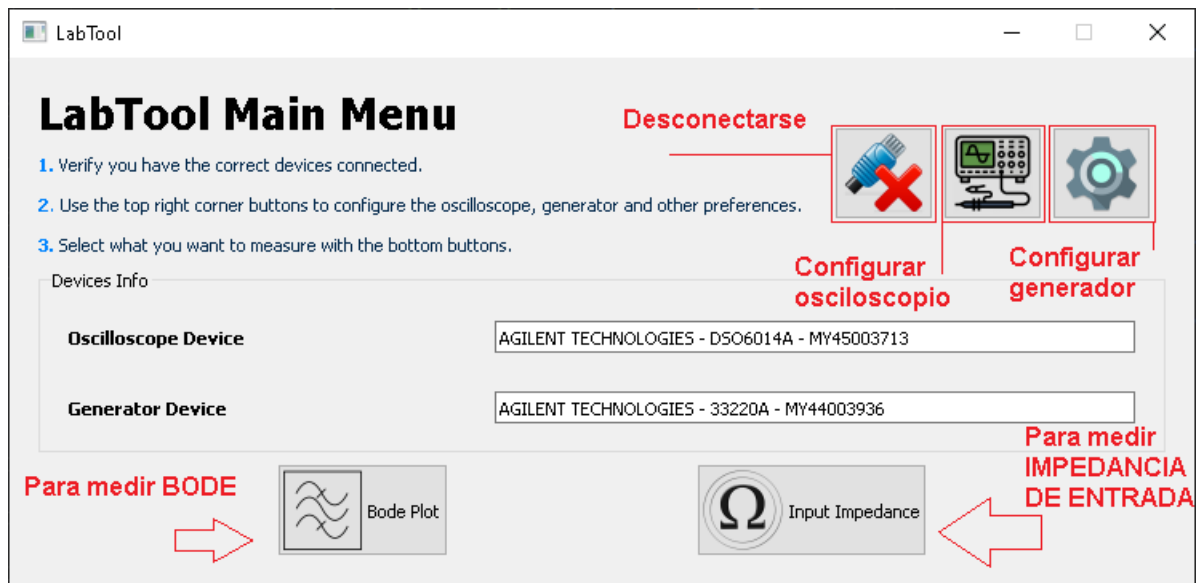 LabTool
LabTool Main Menu
Desconectarse
1. Verify you have the correct devices connected.
2. Use the top right corner buttons to configure the oscilloscope, generator and other preferences.
3. Select what you want to measure with the bottom buttons.
Configurar
osciloscopio
Configurar
generador
Devices Info
Oscilloscope Device
AGILENT TECHNOLOGIES - DSO6014A - MY45003713
Generator Device
AGILENT TECHNOLOGIES - 33220A - MY44003936
Para medir BODE
Bode Plot
Ω
Input Impedance
Para medir
IMPEDANCIA
DE ENTRADA